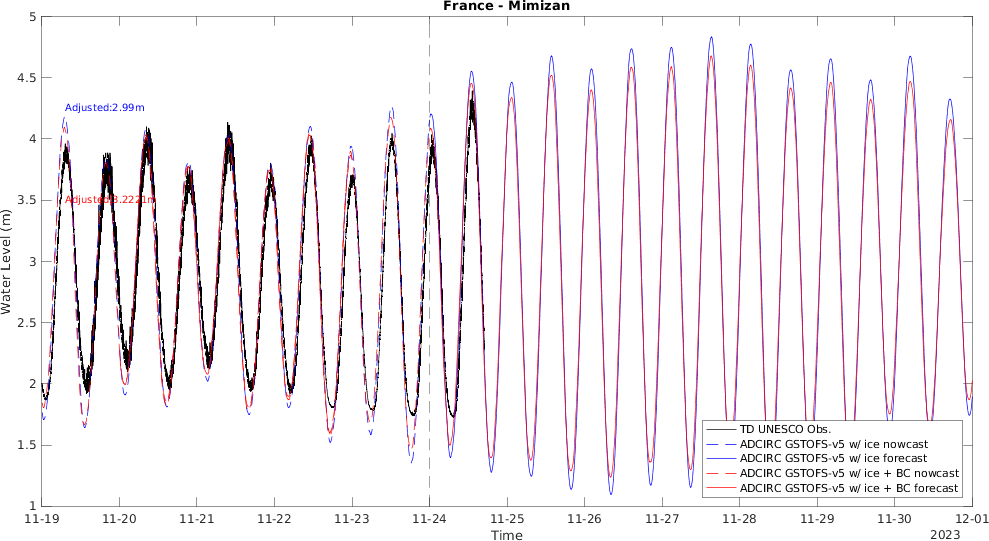 France - Mimizan
Water Level (m)
5
4.5
4
3.5
3
2.5
2
1.5
1
Adjusted:2.99m
Adjusted:3.2221m
TD UNESCO Obs.
ADCIRC GSTOFS-v5 w/ ice nowcast
ADCIRC GSTOFS-v5 w/ ice forecast
ADCIRC GSTOFS-v5 w/ ice + BC nowcast
ADCIRC GSTOFS-v5 w/ ice + BC forecast
11-19 11-20 11-21 11-22 11-23 11-24 11-25 11-26 11-27 11-28 11-29 11-30 12-01
Time
2023